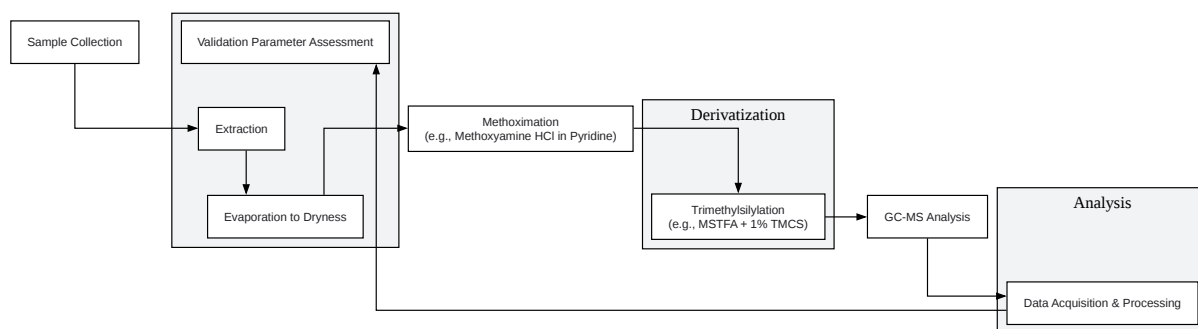 Sample Collection
Validation Parameter Assessment
Extraction
Evaporation to Dryness
Methoximation
(e.g., Methoxyamine HCl in Pyridine)
Derivatization
Trimethylsilylation
(e.g., MSTFA + 1% TMCS)
GC-MS Analysis
Analysis
Data Acquisition & Processing